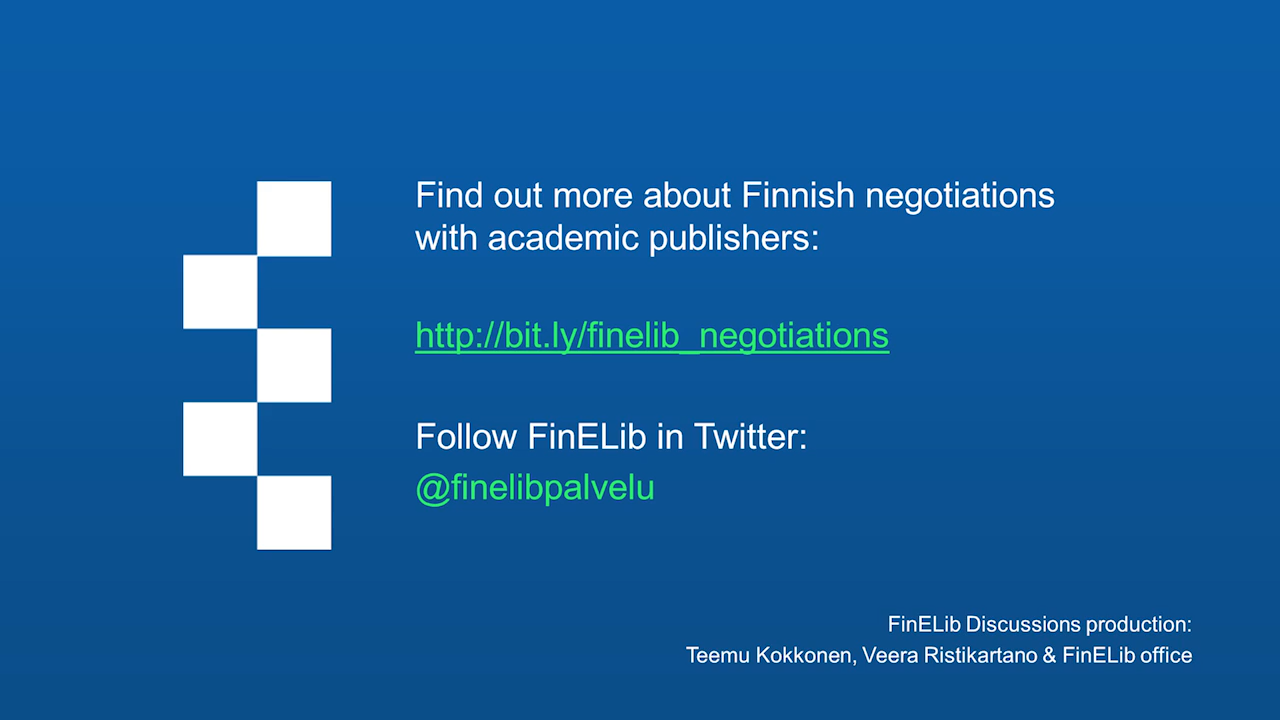 Find out more about Finnish negotiations
with academic publishers:
http://bit.ly/finelib_negotiations
Follow FinELib in Twitter:
@finelibpalvelu
FinELib Discussions production:
Teemu Kokkonen, Veera Ristikartano & FinELib office